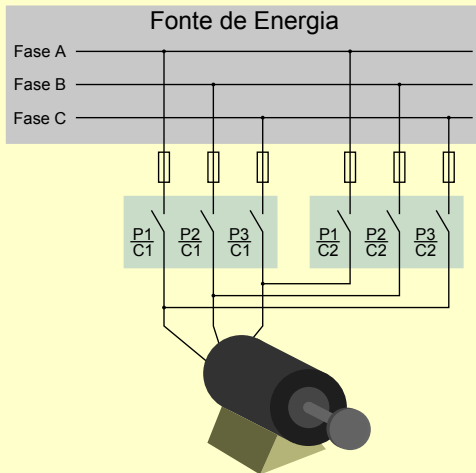 Fonte de Energia
Fase A
Fase B
Fase C
P1 P2 P3 P1 P2 P3
C1 C1 C1 C2 C2 C2